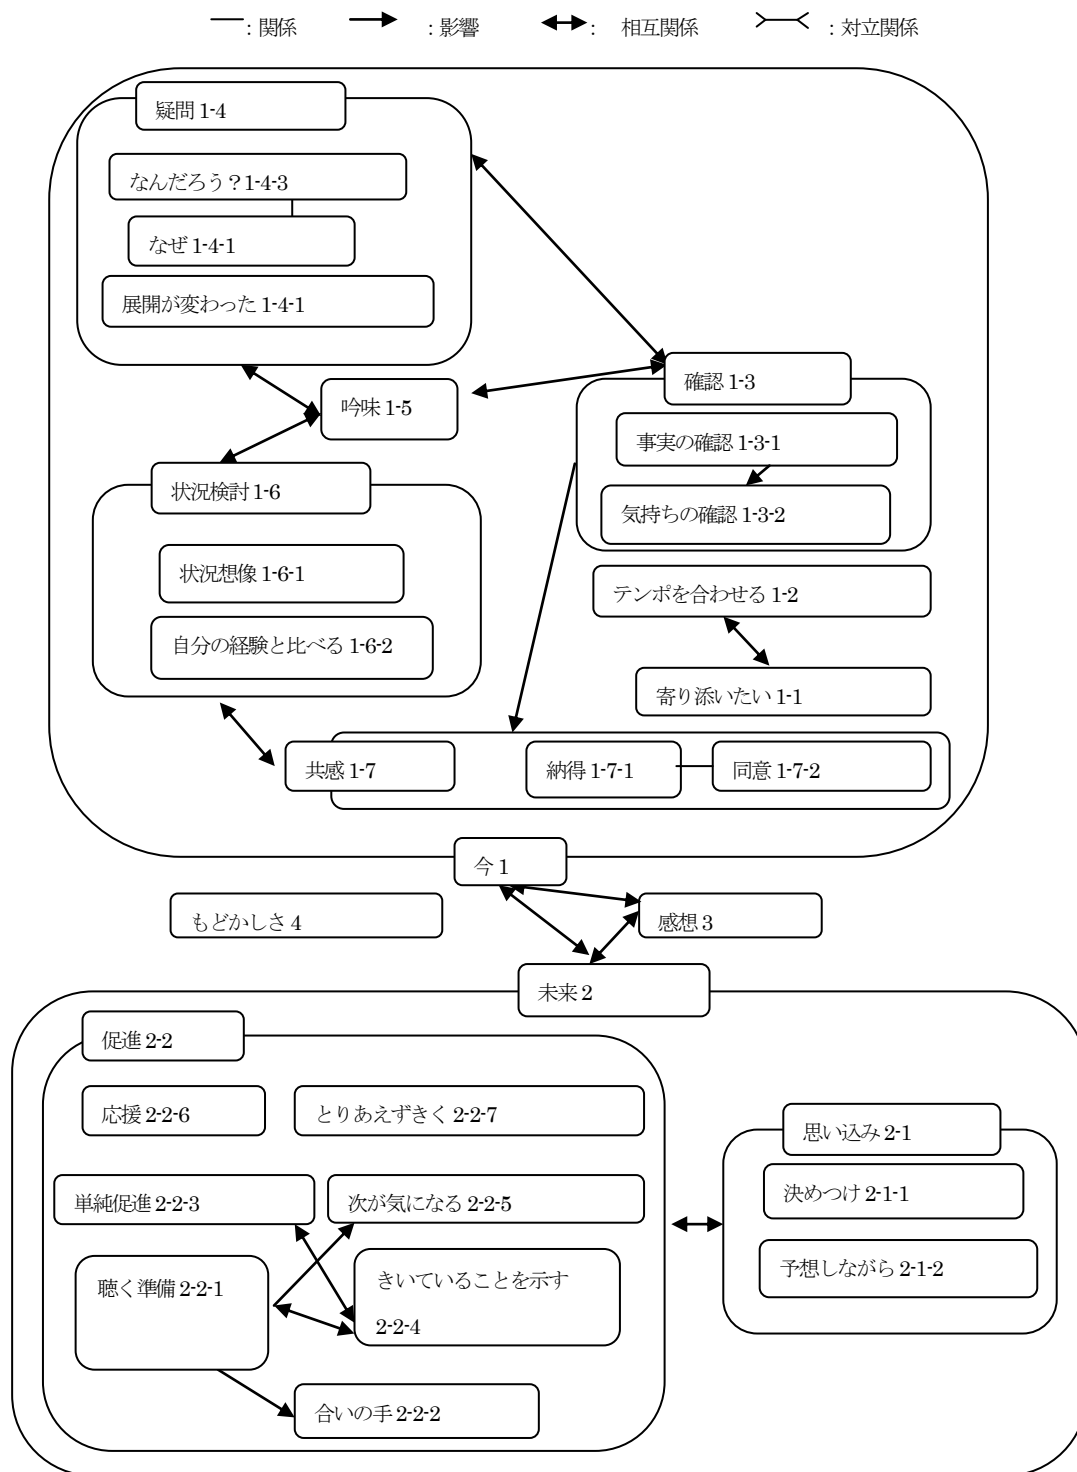 ：関係　：影響　：　相互関係　：対立関係
疑問 1-4
なんだろう？1-4-3
なぜ 1-4-1
展開が変わった 1-4-1
確認 1-3
吟味 1-5
事実の確認 1-3-1
状況検討 1-6
気持ちの確認 1-3-2
状況想像 1-6-1
テンポを合わせる 1-2
自分の経験と比べる 1-6-2
寄り添いたい 1-1
共感 1-7
納得 1-7-1
同意 1-7-2
今 1
もどかしさ 4
感想 3
未来 2
促進 2-2
応援 2-2-6
とりあえずきく 2-2-7
思い込み 2-1
単純促進 2-2-3
次が気になる 2-2-5
決めつけ 2-1-1
聴く準備 2-2-1
きいていることを示す
2-2-4
予想しながら 2-1-2
合いの手 2-2-2